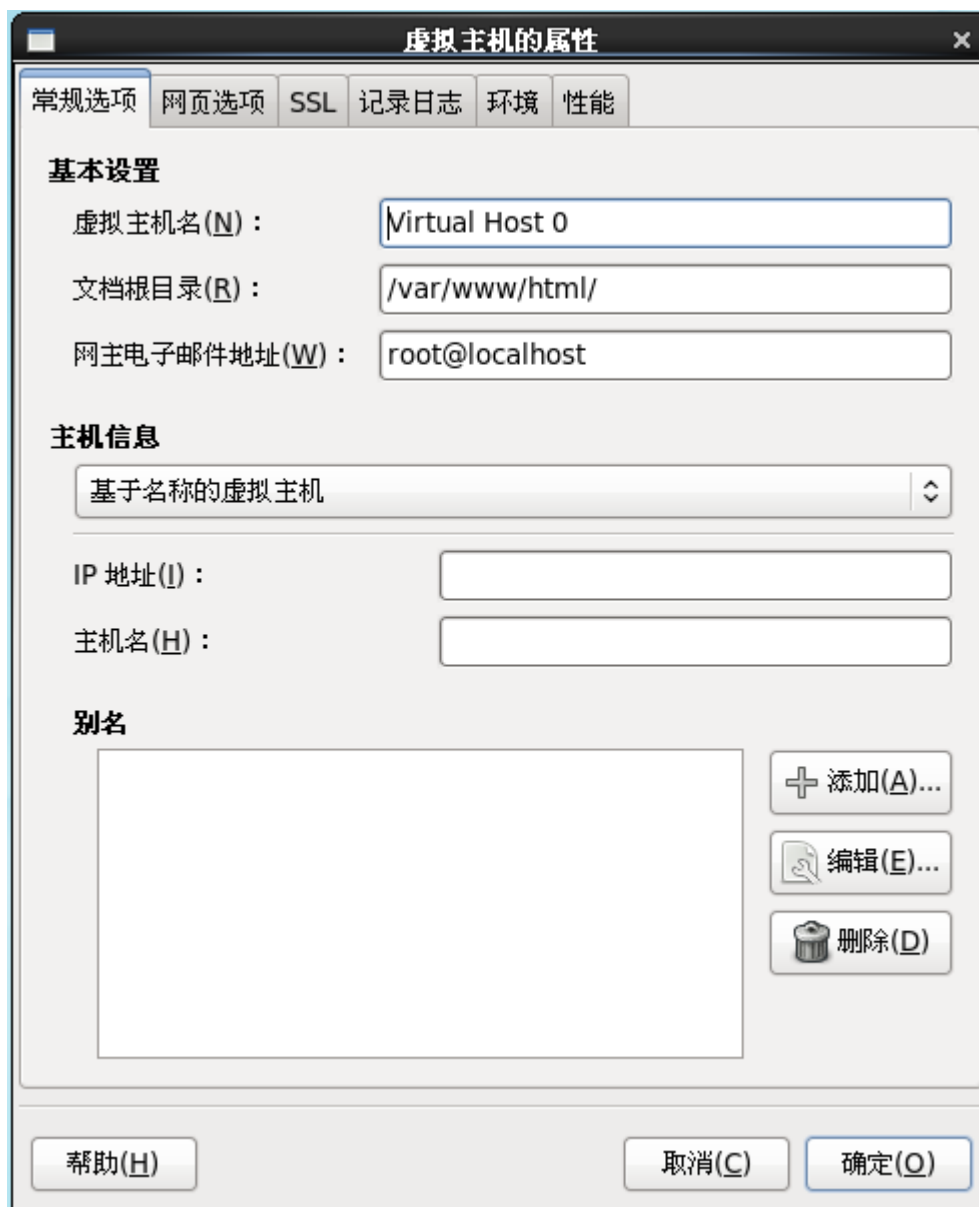 虚拟主机的属性
常规选项 网页选项 SSL 记录日志 环境 性能
基本设置
虚拟主机名(N)： Virtual Host 0
文档根目录(R)： /var/www/html/
网主电子邮件地址(W)： root@localhost
主机信息
基于名称的虚拟主机
IP 地址(I)：
主机名(H)：
别名
添加(A)...
编辑(E)...
删除(D)
帮助(H) 取消(C) 确定(O)